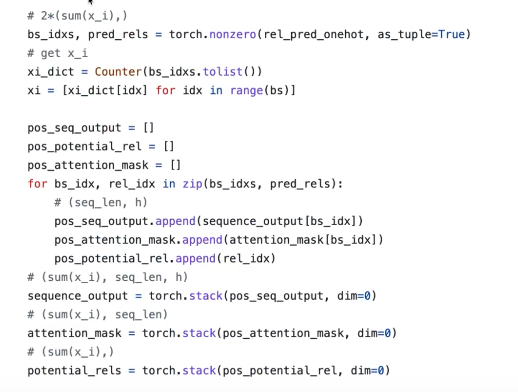 # 2*(sum(x_i),)
bs_idxs, pred_rels = torch.nonzero(rel_pred_onehot, as_tuple=True)
# get x_i
xi_dict = Counter(bs_idxs.tolist())
xi = [xi_dict[idx] for idx in range(bs)]

pos_seq_output = []
pos_potential_rel = []
pos_attention_mask = []
for bs_idx, rel_idx in zip(bs_idxs, pred_rels):
    # (seq_len, h)
    pos_seq_output.append(sequence_output[bs_idx])
    pos_attention_mask.append(attention_mask[bs_idx])
    pos_potential_rel.append(rel_idx)
# (sum(x_i), seq_len, h)
sequence_output = torch.stack(pos_seq_output, dim=0)
# (sum(x_i), seq_len)
attention_mask = torch.stack(pos_attention_mask, dim=0)
# (sum(x_i),)
potential_rels = torch.stack(pos_potential_rel, dim=0)